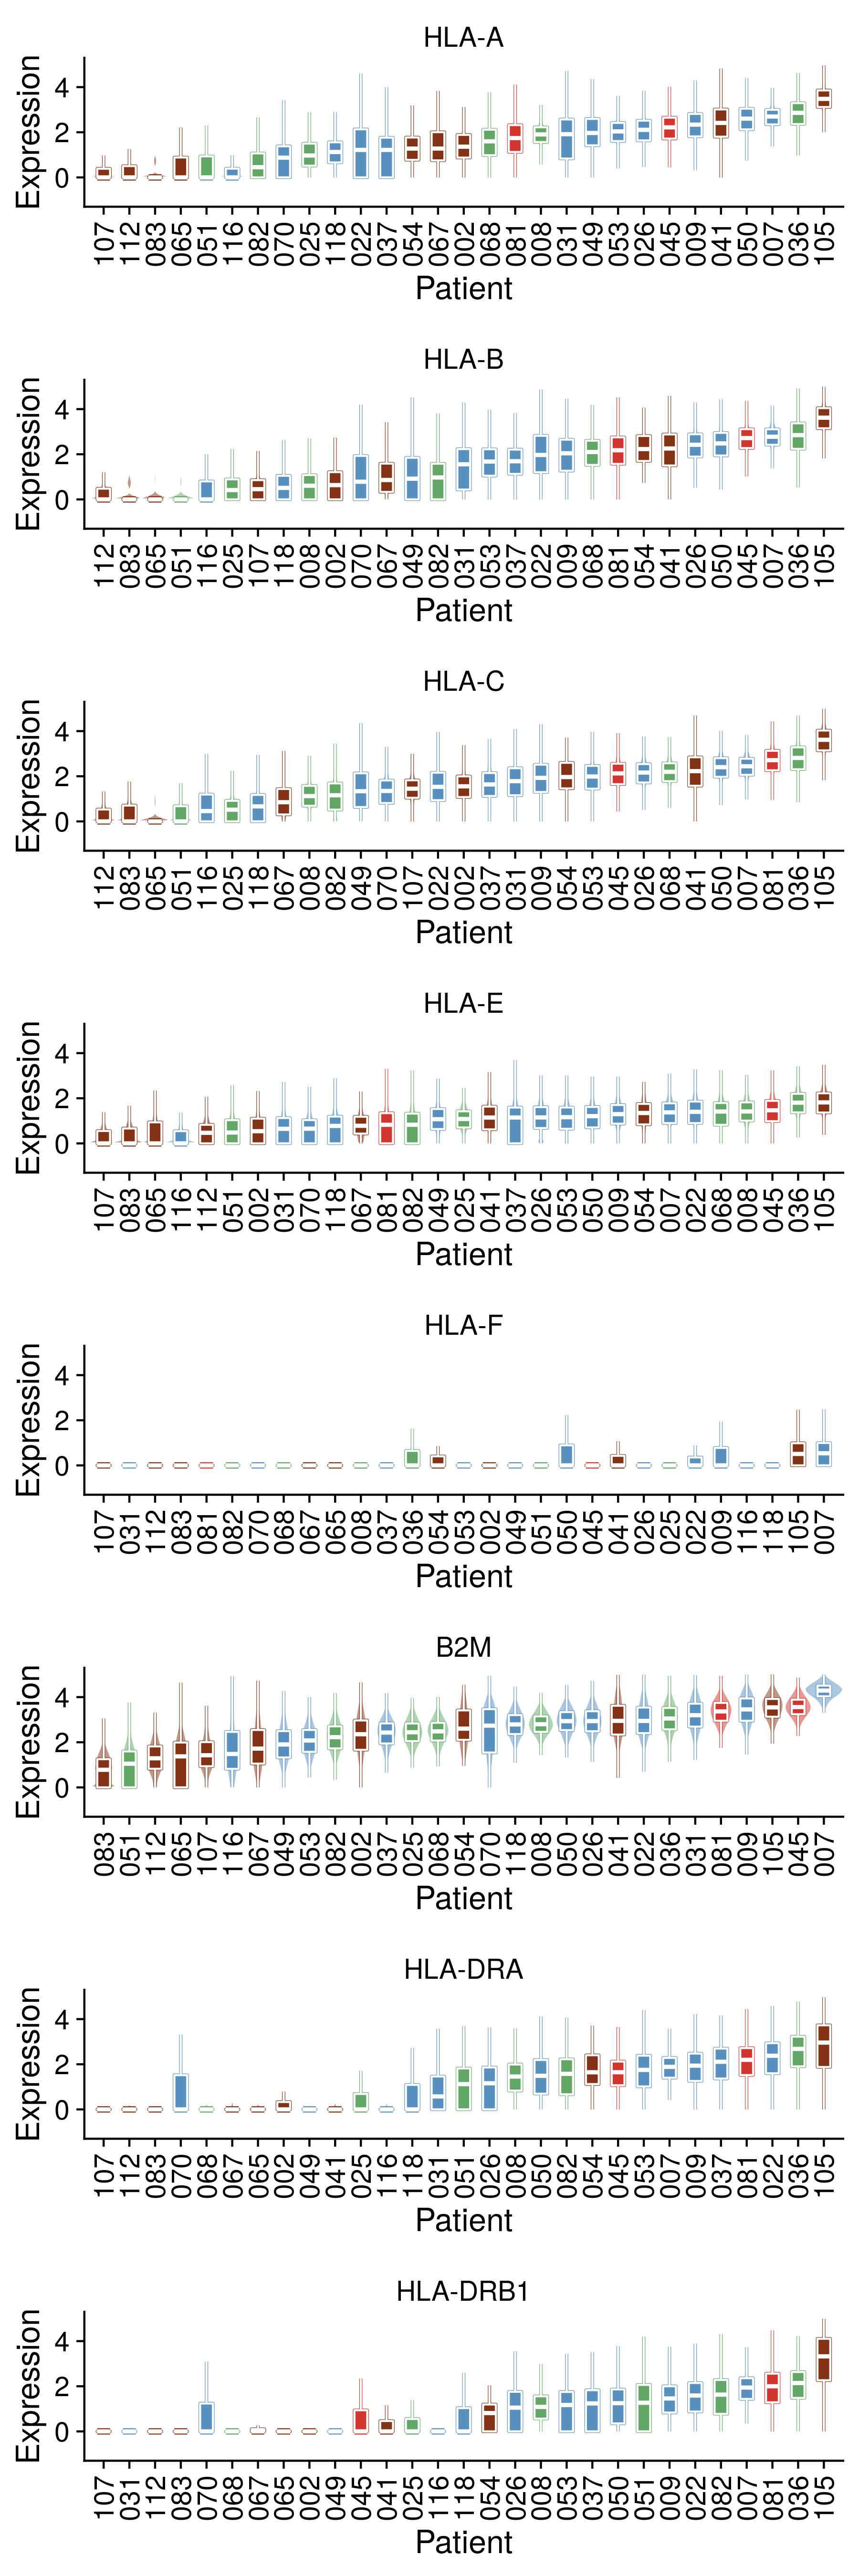 HLA-A
Expression
4
2
0
107 112 083 065 051 116 082 070 025 118 022 037 054 067 002 068 081 008 031 049 053 026 045 009 041 050 007 036 105
Patient
HLA-B
Expression
4
2
0
112 083 065 051 116 025 107 118 008 002 070 067 049 082 031 053 037 022 009 068 081 054 041 026 050 045 007 036 105
Patient
HLA-C
Expression
4
2
0
112 083 065 051 116 025 118 067 008 082 049 070 107 022 002 037 031 009 054 053 045 026 068 041 050 007 081 036 105
Patient
HLA-E
Expression
4
2
0
107 083 065 116 112 051 002 031 070 118 067 081 082 049 025 041 037 026 053 050 009 054 007 022 068 008 045 036 105
Patient
HLA-F
Expression
4
2
0
107 031 112 083 081 082 070 068 067 065 008 037 036 054 053 002 049 051 050 045 041 026 025 022 009 116 118 105 007
Patient
B2M
Expression
4
2
0
083 051 112 065 107 116 067 049 053 082 002 037 025 068 054 070 118 008 050 026 041 022 036 031 081 009 105 045 007
Patient
HLA-DRA
Expression
4
2
0
107 112 083 070 068 067 065 002 049 041 025 116 118 031 051 026 008 050 082 054 045 053 007 009 037 081 022 036 105
Patient
HLA-DRB1
Expression
4
2
0
107 031 112 083 070 068 067 065 002 049 045 041 025 116 118 054 026 008 053 037 050 051 009 022 082 007 081 036 105
Patient